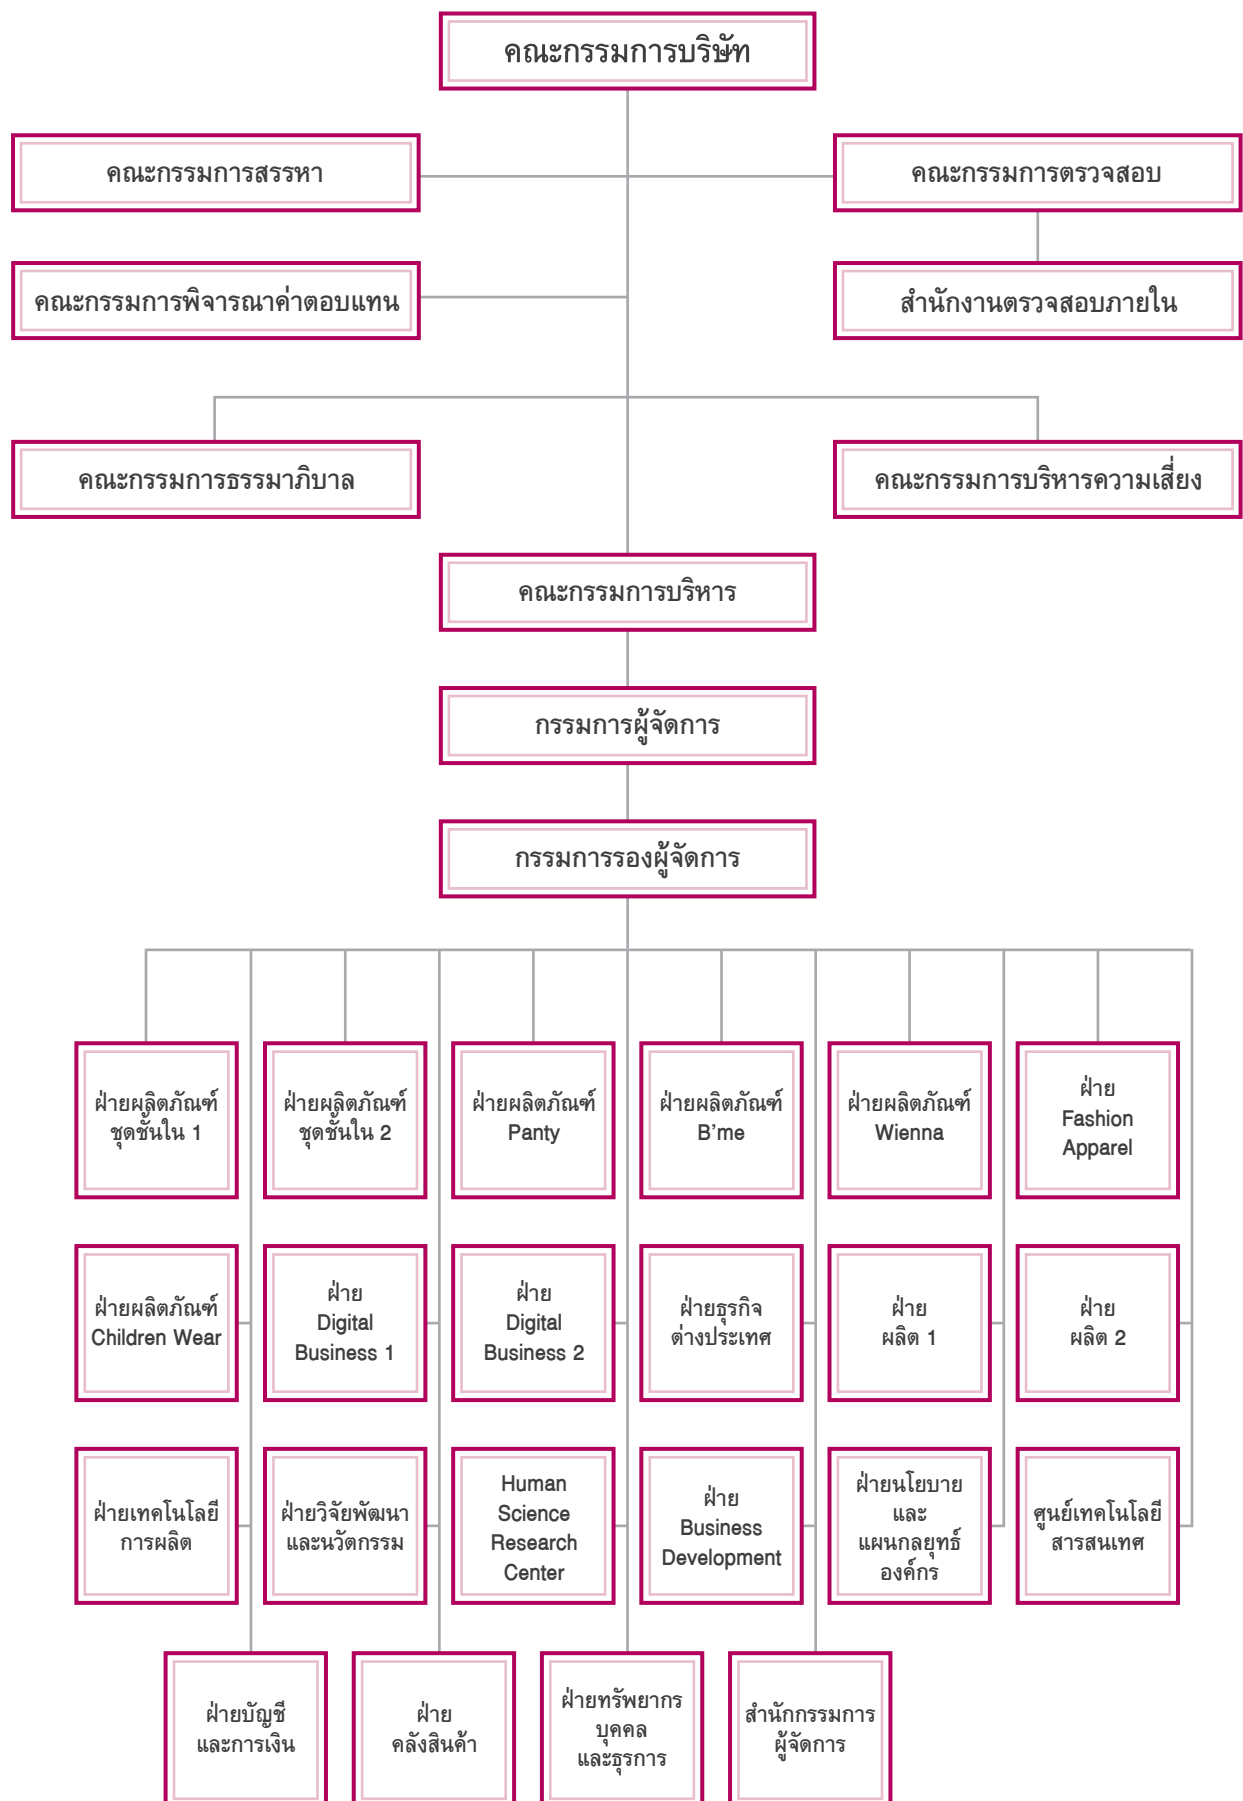 คณะกรรมการบริษัท
คณะกรรมการสรรหา
คณะกรรมการตรวจสอบ
คณะกรรมการพิจารณาค่าตอบแทน
สำนักงานตรวจสอบภายใน
คณะกรรมการธรรมาภิบาล
คณะกรรมการบริหารความเสี่ยง
คณะกรรมการบริหาร
กรรมการผู้จัดการ
กรรมการรองผู้จัดการ
ฝ่ายผลิตภัณฑ์
ชุดชั้นใน 1
ฝ่ายผลิตภัณฑ์
ชุดชั้นใน 2
ฝ่ายผลิตภัณฑ์
Panty
ฝ่ายผลิตภัณฑ์
B'me
ฝ่ายผลิตภัณฑ์
Wienna
ฝ่าย
Fashion
Apparel
ฝ่ายผลิตภัณฑ์
Children Wear
ฝ่าย
Digital
Business 1
ฝ่าย
Digital
Business 2
ฝ่ายธุรกิจ
ต่างประเทศ
ฝ่าย
ผลิต 1
ฝ่าย
ผลิต 2
ฝ่ายเทคโนโลยี
การผลิต
ฝ่ายวิจัยพัฒนา
และนวัตกรรม
Human
Science
Research
Center
ฝ่าย
Business
Development
ฝ่ายนโยบาย
และ
แผนกลยุทธ์
องค์กร
ศูนย์เทคโนโลยี
สารสนเทศ
ฝ่ายบัญชี
และการเงิน
ฝ่าย
คลังสินค้า
ฝ่ายทรัพยากร
บุคคล
และธุรการ
สำนักกรรมการ
ผู้จัดการ